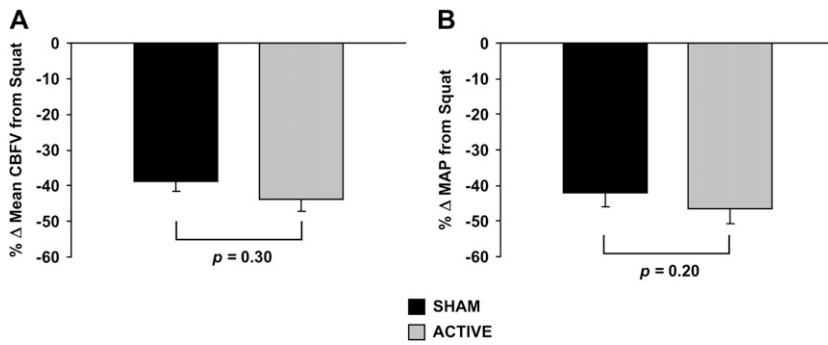 A
% Δ Mean CBFV from Squat
0
-10
-20
-30
-40
-50
-60
p = 0.30
B
% Δ MAP from Squat
0
-10
-20
-30
-40
-50
-60
p = 0.20
SHAM
ACTIVE